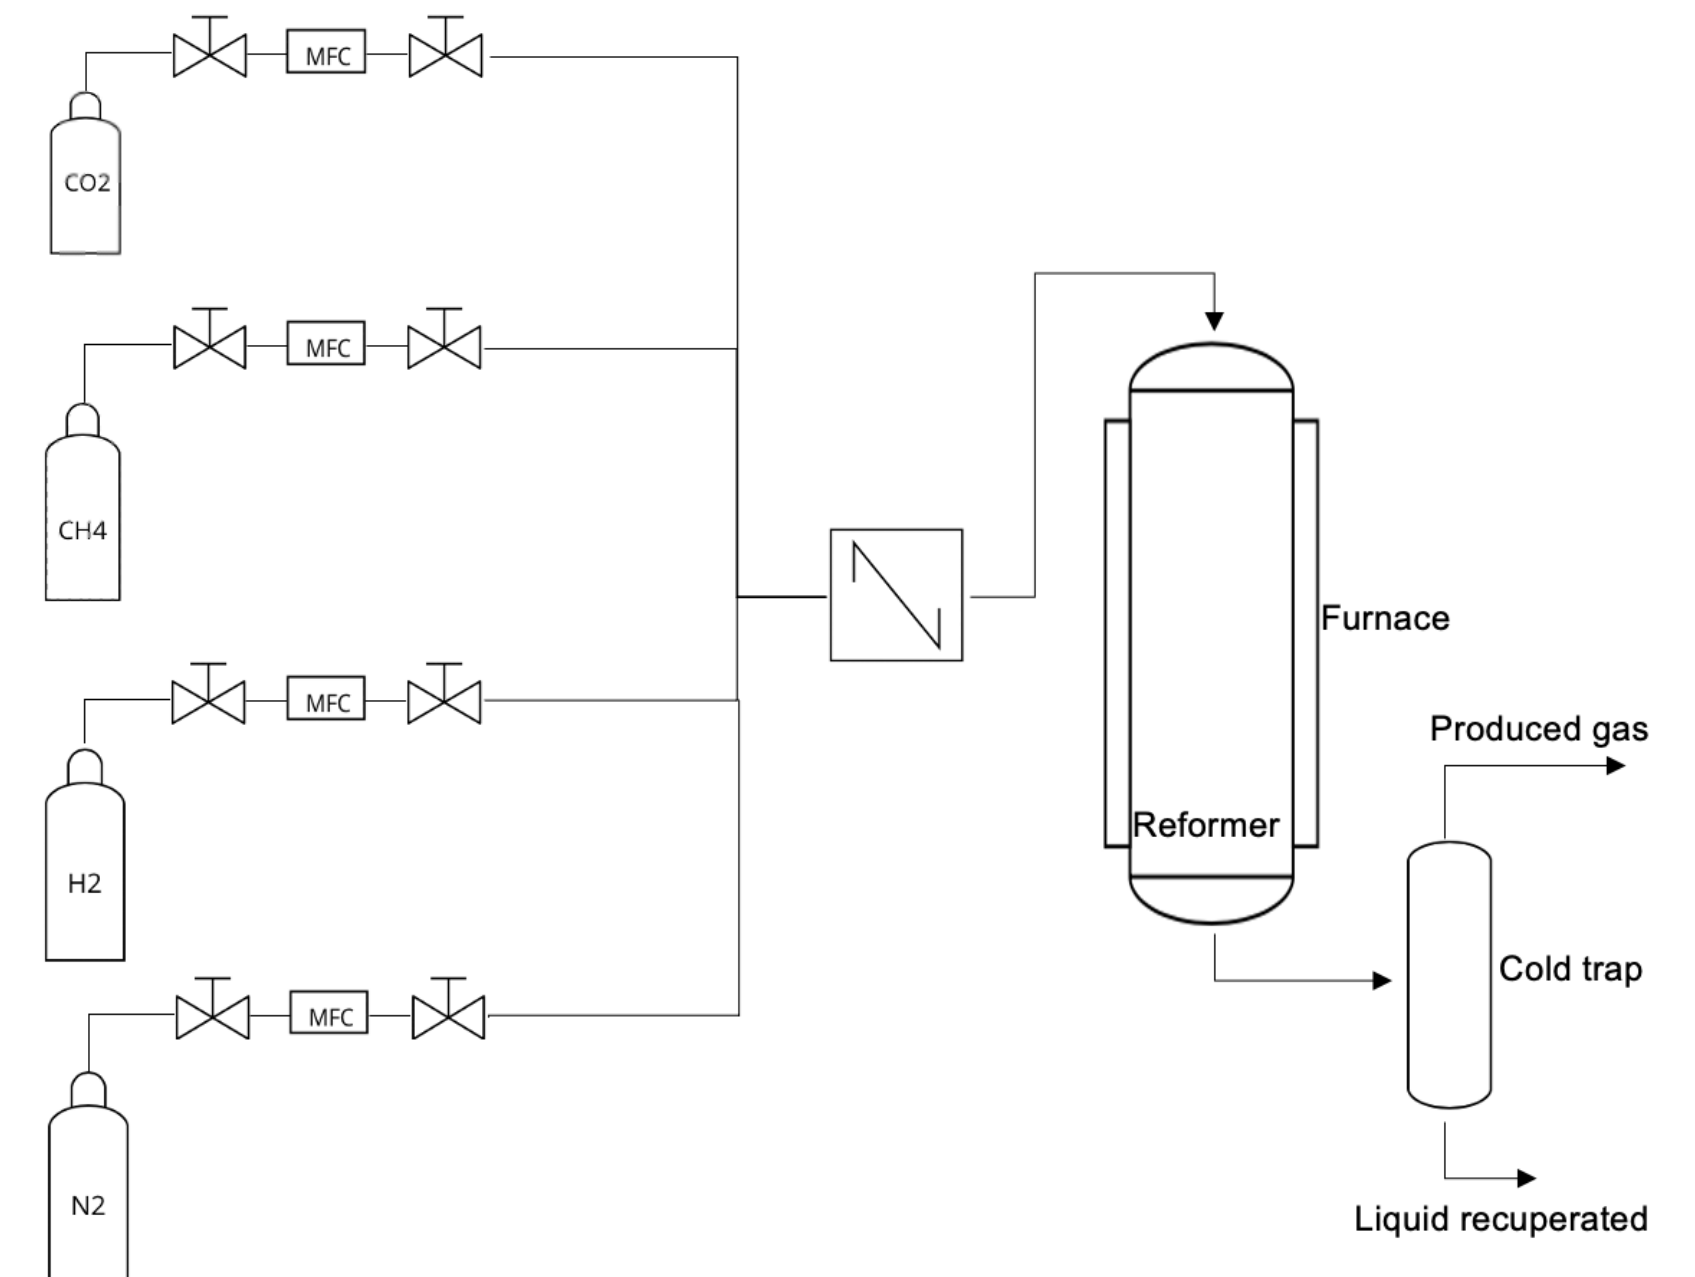 MFC
CO2
MFC
CH4
Furnace
MFC
Produced gas
Reformer
H2
Cold trap
MFC
N2
Liquid recuperated